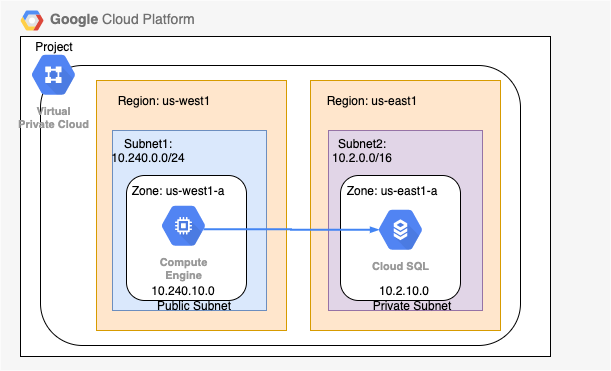 Google Cloud Platform
Project
Virtual
Private Cloud
Region: us-west1
Subnet1:
10.240.0.0/24
Zone: us-west1-a
Compute
Engine
10.240.10.0
Public Subnet
Region: us-east1
Subnet2:
10.2.0.0/16
Zone: us-east1-a
Cloud SQL
10.2.10.0
Private Subnet